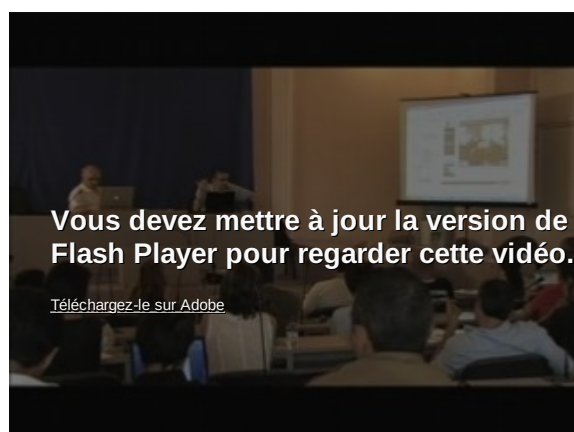 Vous devez mettre à jour la version de
Flash Player pour regarder cette vidéo.
Téléchargez-le sur Adobe